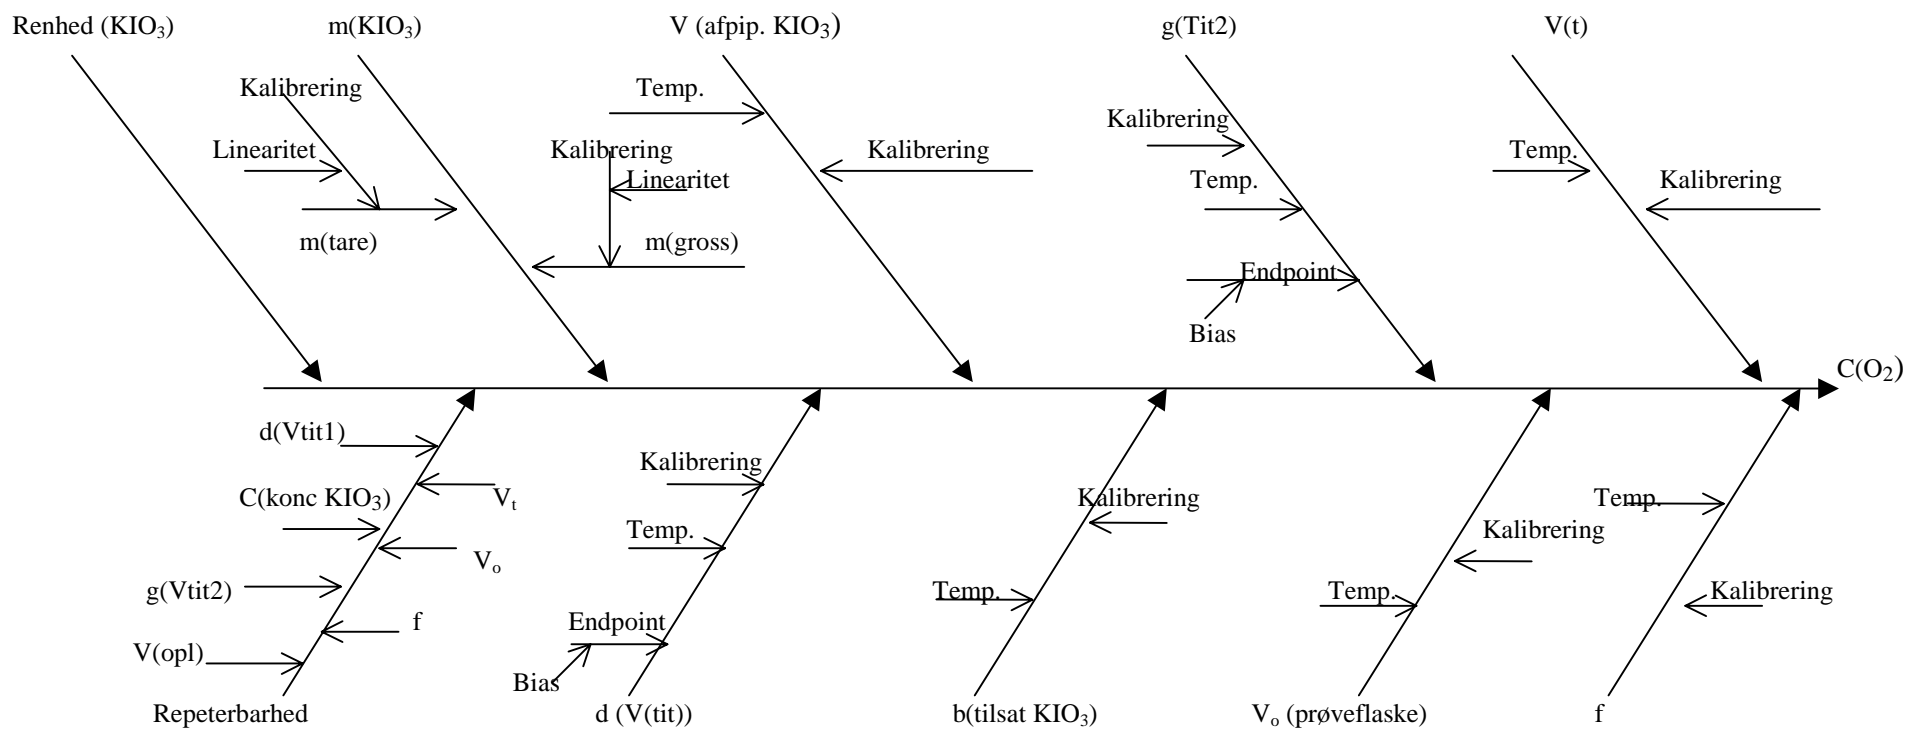 Renhed (KIO₃)
m(KIO₃)
V (afpip. KIO₃)
g(Tit2)
V(t)
Kalibrering
Temp.
Kalibrering
Linearitet
Kalibrering
Kalibrering
Temp.
Linearitet
Temp.
Kalibrering
m(tare)
m(gross)
Endpoint
Bias
C(O₂)
d(Vtit1)
Kalibrering
C(konc KIO₃)
Vₜ
Kalibrering
Temp.
Temp.
Kalibrering
Vₒ
g(Vtit2)
Temp.
Temp.
Kalibrering
Endpoint
f
V(opl)
Bias
Repeterbarhed
d (V(tit))
b(tilsat KIO₃)
Vₒ (prøveflaske)
f